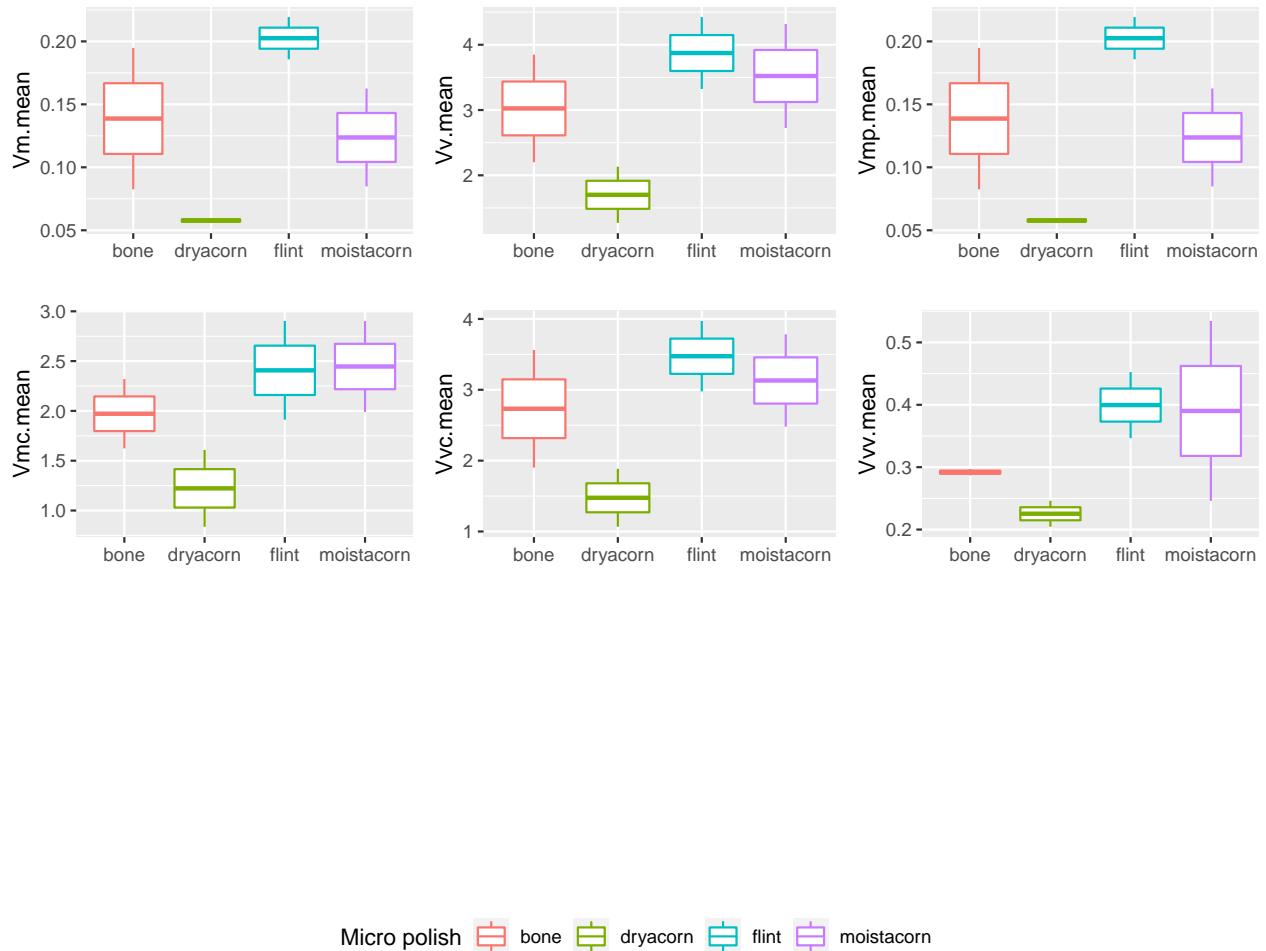 Vm.mean
0.20
0.15
0.10
0.05
bone dryacorn flint moistacorn
Vv.mean
4
3
2
bone dryacorn flint moistacorn
Vmp.mean
0.20
0.15
0.10
0.05
bone dryacorn flint moistacorn
Vmc.mean
3.0
2.5
2.0
1.5
1.0
bone dryacorn flint moistacorn
Vvc.mean
4
3
2
1
bone dryacorn flint moistacorn
Vvv.mean
0.5
0.4
0.3
0.2
bone dryacorn flint moistacorn
Micro polish bone dryacorn flint moistacorn